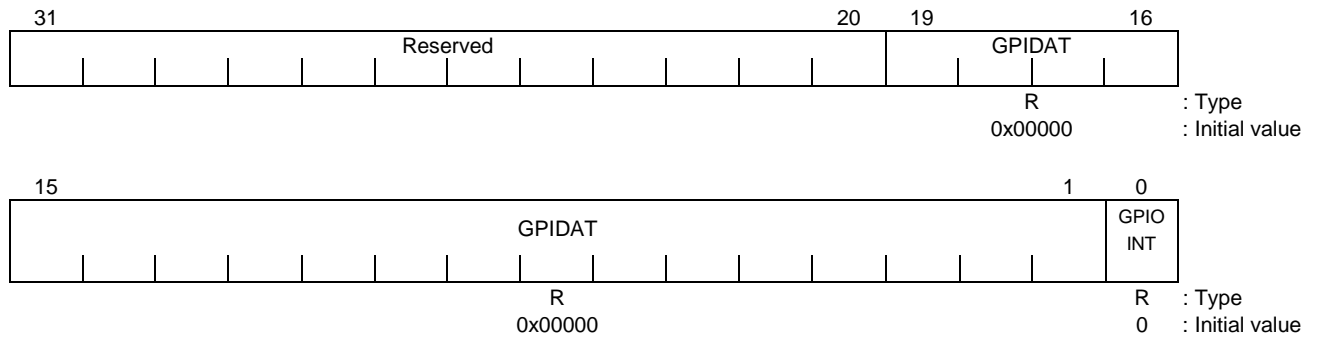 31 20 19 16
Reserved GPIDAT
R : Type
0x00000 : Initial value
15 1 0
GPIDAT GPIO INT
R R : Type
0x00000 0 : Initial value